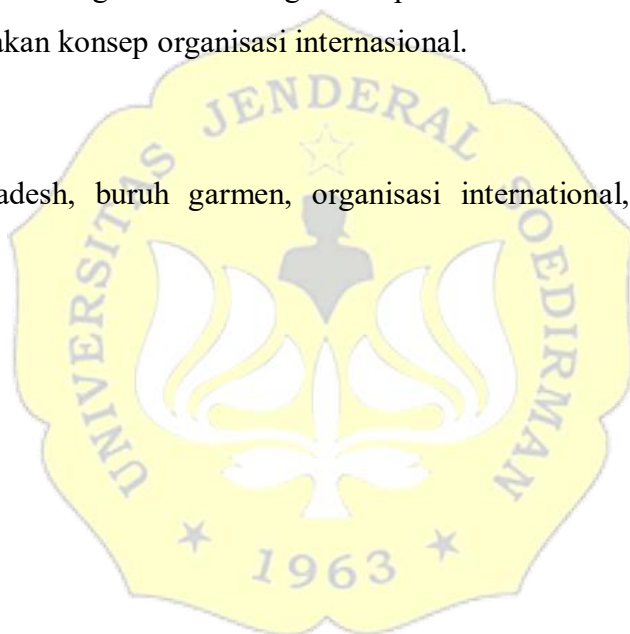 akan konsep organisasi internasional.
adesh, buruh garmen, organisasi international,
UNIVERSITAS JENDERAL SOEDIRMAN
1963